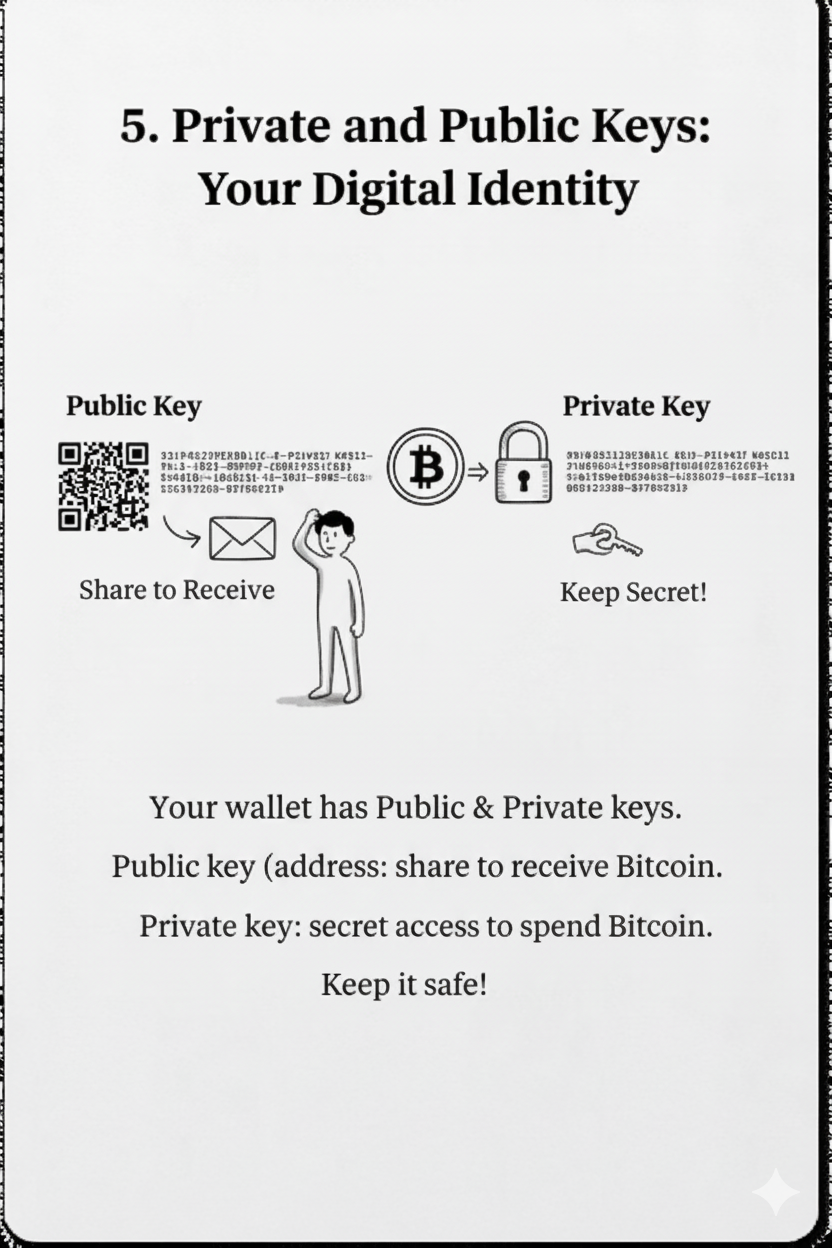 5. Private and Public Keys:
Your Digital Identity
Public Key
Private Key
Share to Receive
Keep Secret!
Your wallet has Public & Private keys.
Public key (address: share to receive Bitcoin.
Private key: secret access to spend Bitcoin.
Keep it safe!